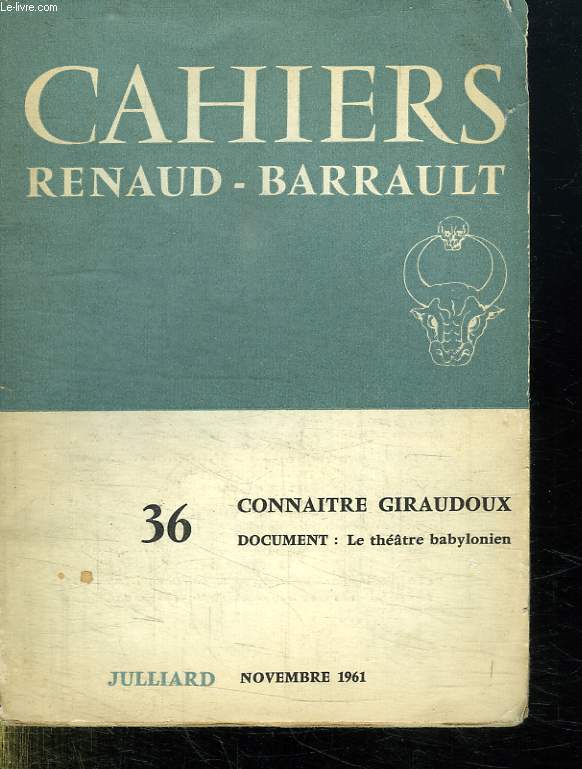 Le-livre.com
CAHIERS
RENAUD - BARRAULT
36
CONNAITRE GIRAUDOUX
DOCUMENT : Le théâtre babylonien
JULLIARD NOVEMBRE 1961